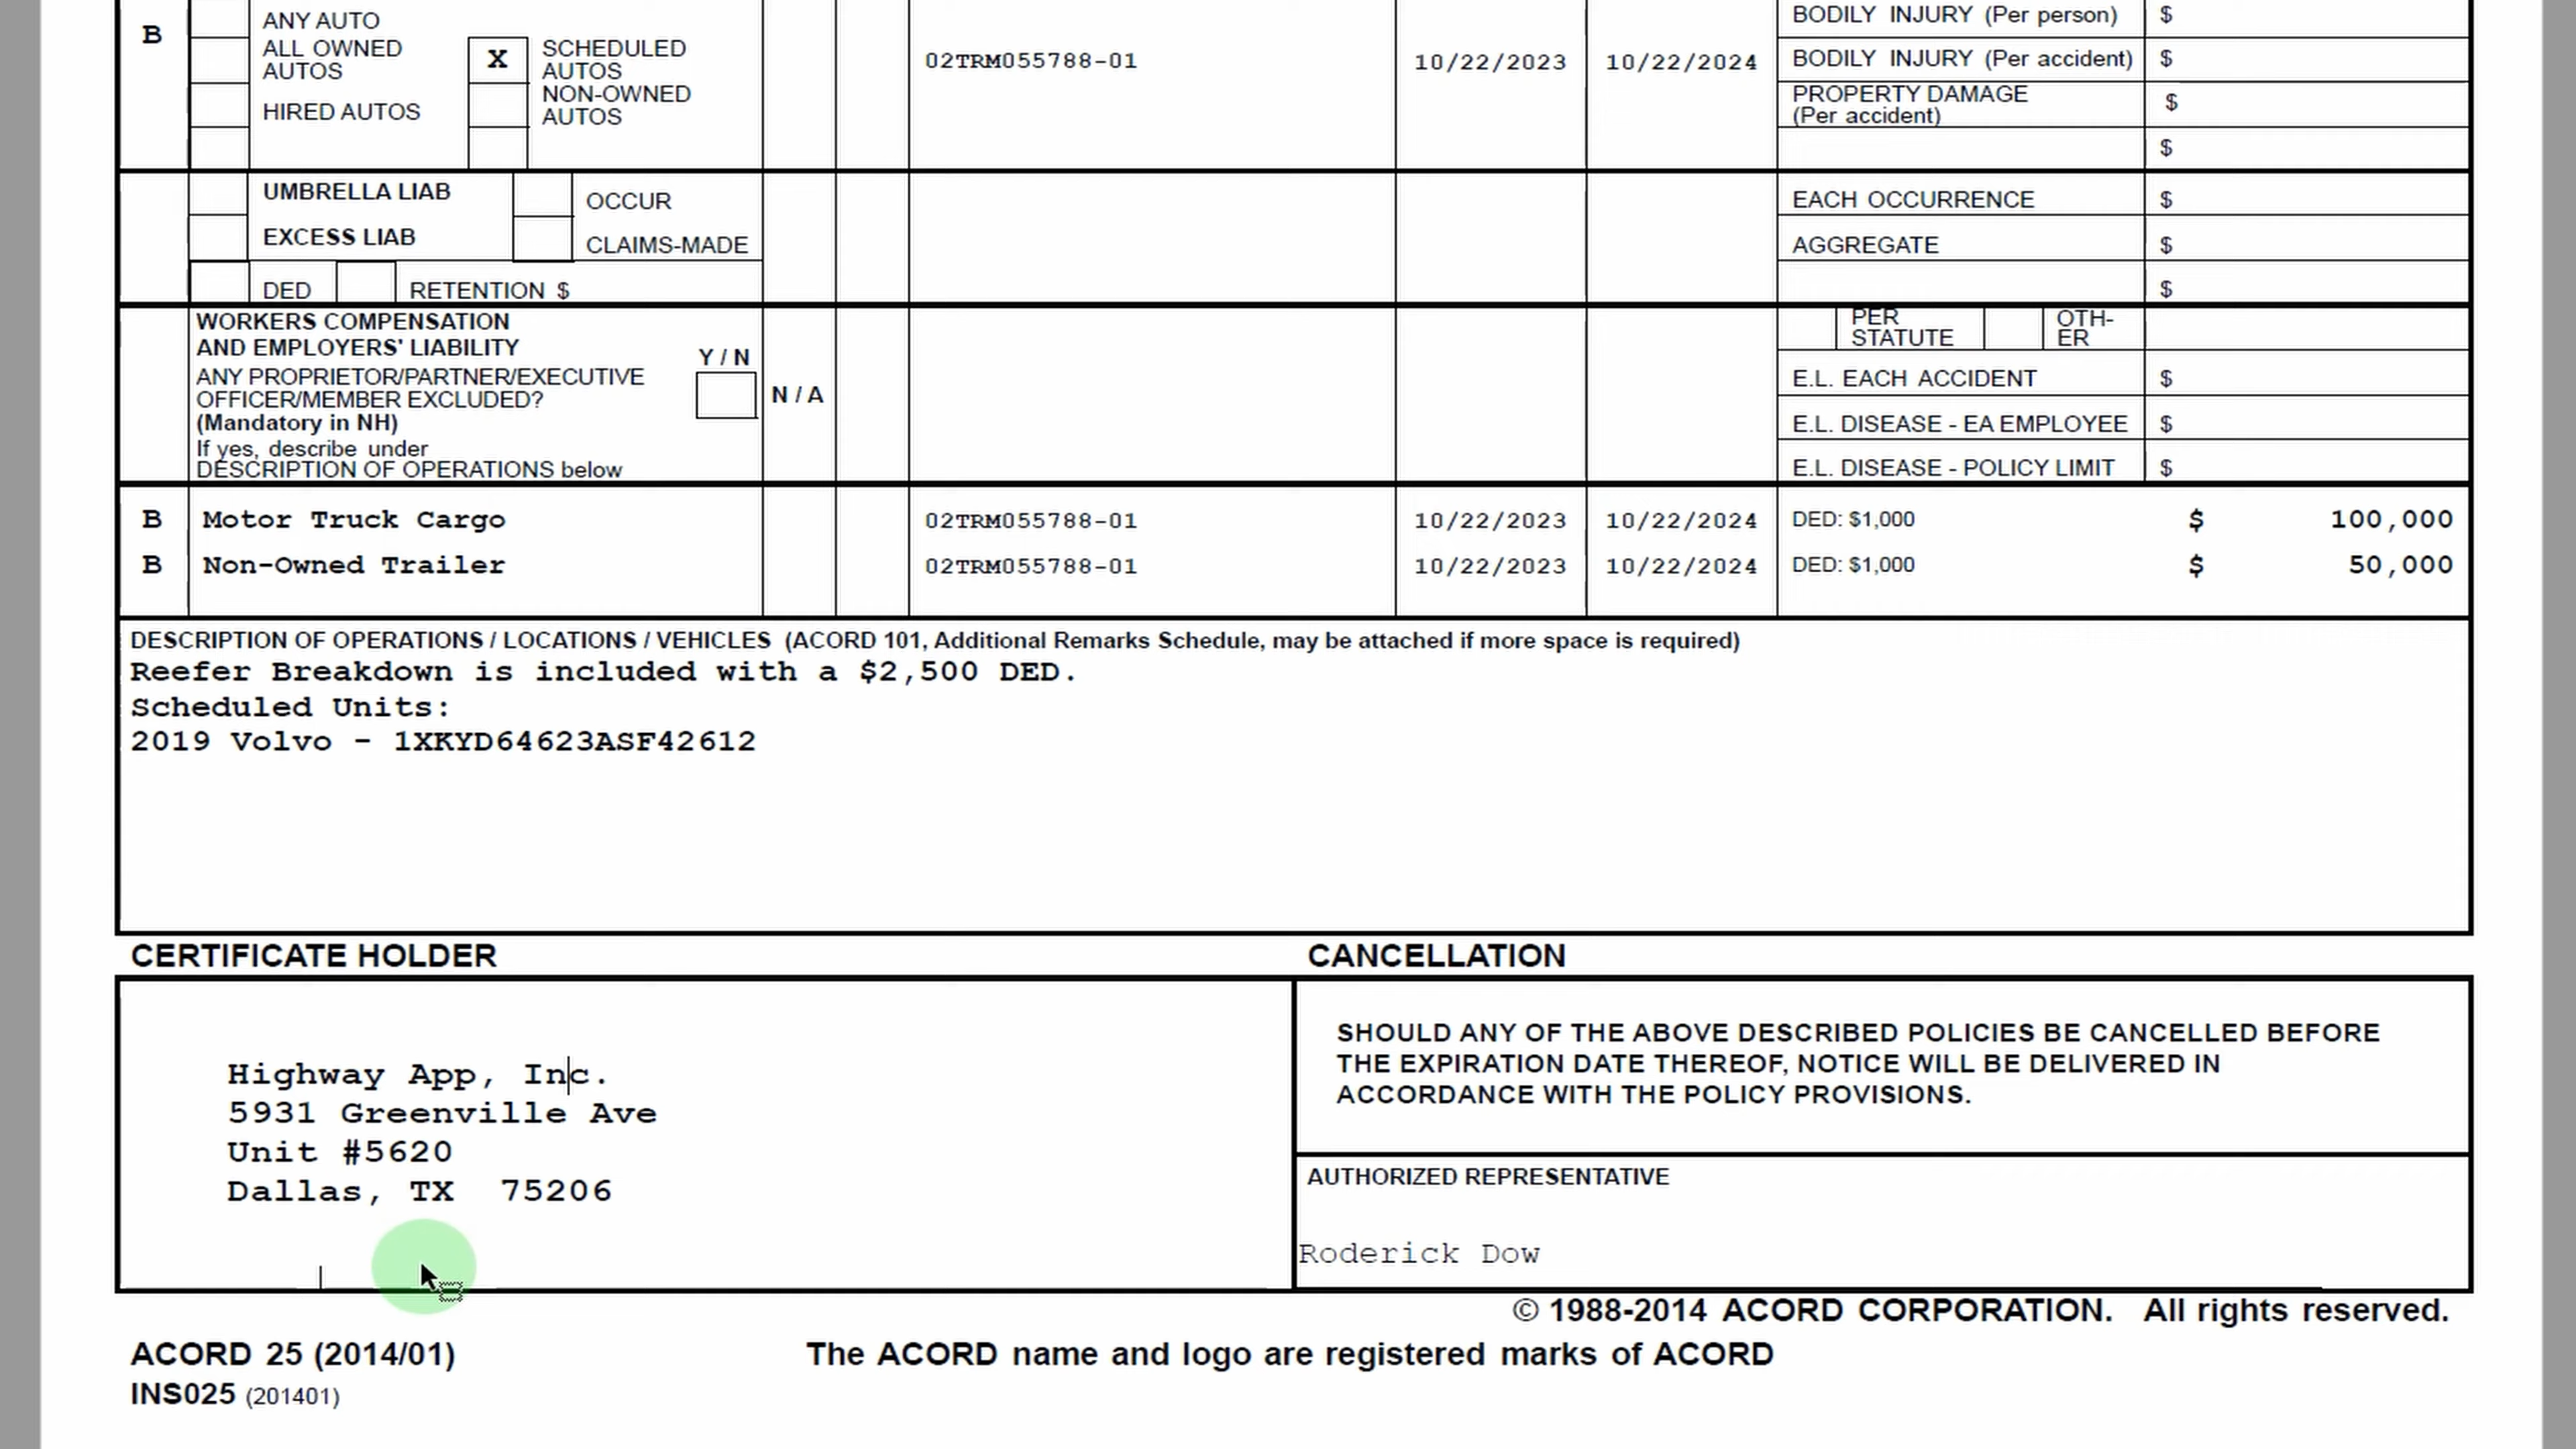 B
ANY AUTO
ALL OWNED AUTOS
X SCHEDULED AUTOS
HIRED AUTOS
NON-OWNED AUTOS
02TRM055788-01 10/22/2023 10/22/2024
BODILY INJURY (Per person) $
BODILY INJURY (Per accident) $
PROPERTY DAMAGE
(Per accident) $
$
UMBRELLA LIAB OCCUR
EXCESS LIAB CLAIMS-MADE
DED RETENTION $
EACH OCCURRENCE $
AGGREGATE $
$
WORKERS COMPENSATION
AND EMPLOYERS' LIABILITY
Y / N
ANY PROPRIETOR/PARTNER/EXECUTIVE
OFFICER/MEMBER EXCLUDED?
N / A
(Mandatory in NH)
If yes, describe under
DESCRIPTION OF OPERATIONS below
PER STATUTE OTH-ER
E.L. EACH ACCIDENT $
E.L. DISEASE - EA EMPLOYEE $
E.L. DISEASE - POLICY LIMIT $
B Motor Truck Cargo 02TRM055788-01 10/22/2023 10/22/2024 DED: $1,000 $ 100,000
B Non-Owned Trailer 02TRM055788-01 10/22/2023 10/22/2024 DED: $1,000 $ 50,000
DESCRIPTION OF OPERATIONS / LOCATIONS / VEHICLES (ACORD 101, Additional Remarks Schedule, may be attached if more space is required)
Reefer Breakdown is included with a $2,500 DED.
Scheduled Units:
2019 Volvo - 1XKYD64623ASF42612
CERTIFICATE HOLDER
Highway App, Inc.
5931 Greenville Ave
Unit #5620
Dallas, TX 75206
CANCELLATION
SHOULD ANY OF THE ABOVE DESCRIBED POLICIES BE CANCELLED BEFORE
THE EXPIRATION DATE THEREOF, NOTICE WILL BE DELIVERED IN
ACCORDANCE WITH THE POLICY PROVISIONS.
AUTHORIZED REPRESENTATIVE
Roderick Dow
© 1988-2014 ACORD CORPORATION. All rights reserved.
ACORD 25 (2014/01) The ACORD name and logo are registered marks of ACORD
INS025 (201401)